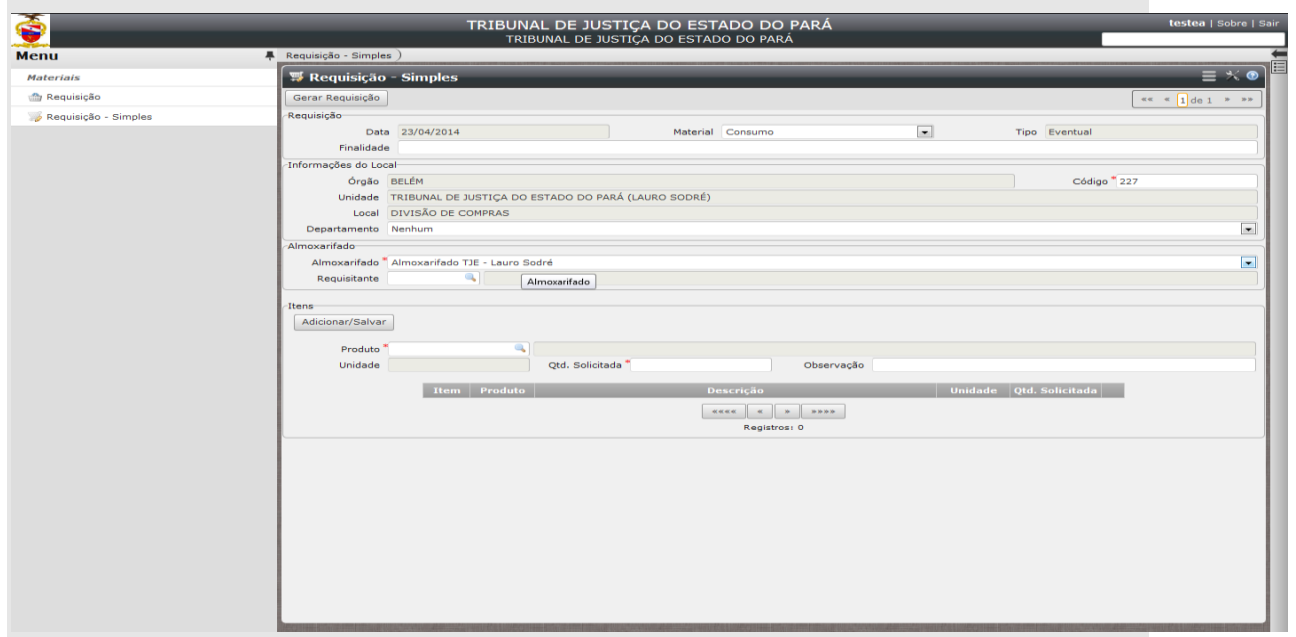 TRIBUNAL DE JUSTIÇA DO ESTADO DO PARÁ
TRIBUNAL DE JUSTIÇA DO ESTADO DO PARÁ
testea | Sobre | Sair
Menu
Materiais
Requisição
Requisição - Simples
Requisição - Simples )
Requisição - Simples
Gerar Requisição
«« « 1 de 1 » »»
Requisição
Data 23/04/2014 Material Consumo Tipo Eventual
Finalidade
Informações do Local
Órgão BELÉM Código * 227
Unidade TRIBUNAL DE JUSTIÇA DO ESTADO DO PARÁ (LAURO SODRÉ)
Local DIVISÃO DE COMPRAS
Departamento Nenhum
Almoxarifado
Almoxarifado * Almoxarifado TJE - Lauro Sodré
Requisitante
Almoxarifado
Itens
Adicionar/Salvar
Produto *
Unidade Qtd. Solicitada * Observação
Item Produto Descrição Unidade Qtd. Solicitada
«««« « » »»»»
Registros: 0